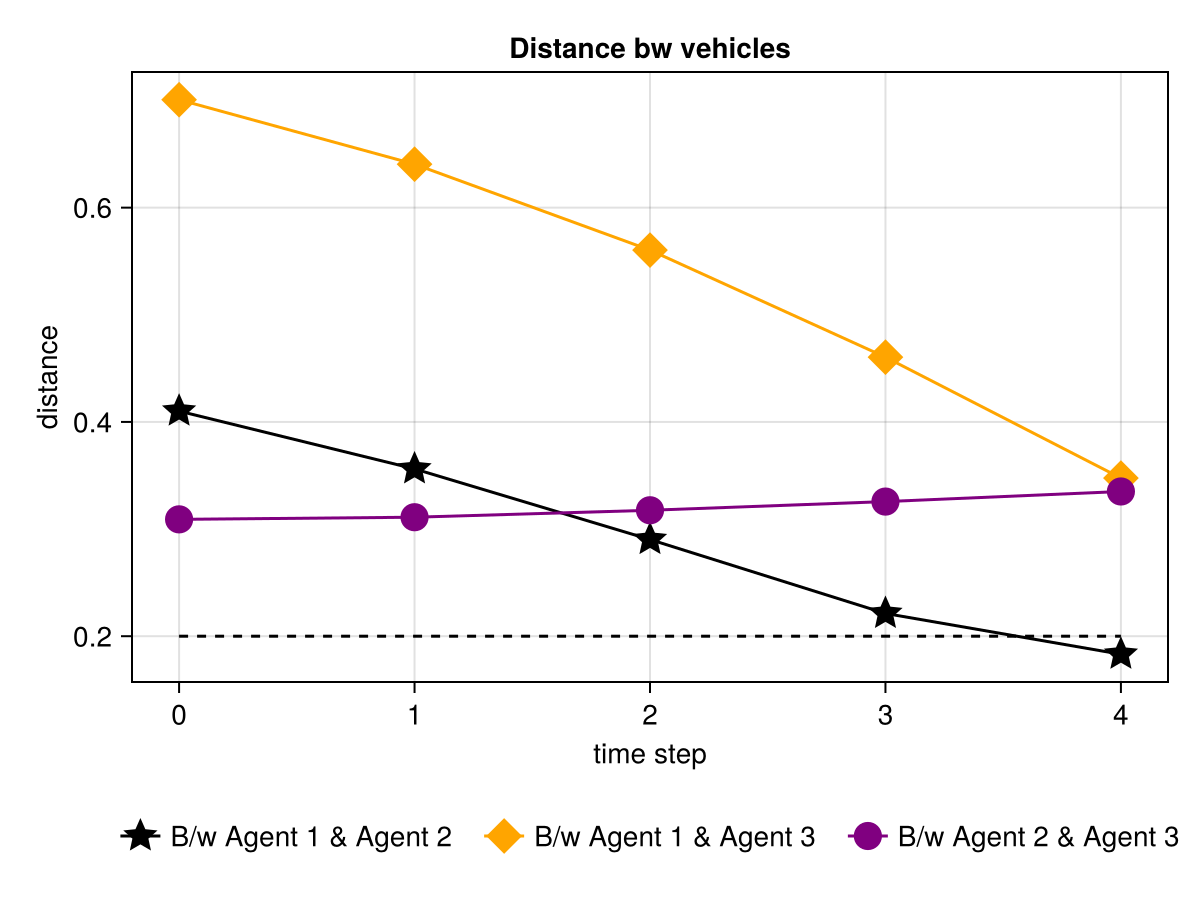 Distance bw vehicles
distance
0.6
0.4
0.2
0 1 2 3 4
time step
B/w Agent 1 & Agent 2 B/w Agent 1 & Agent 3 B/w Agent 2 & Agent 3